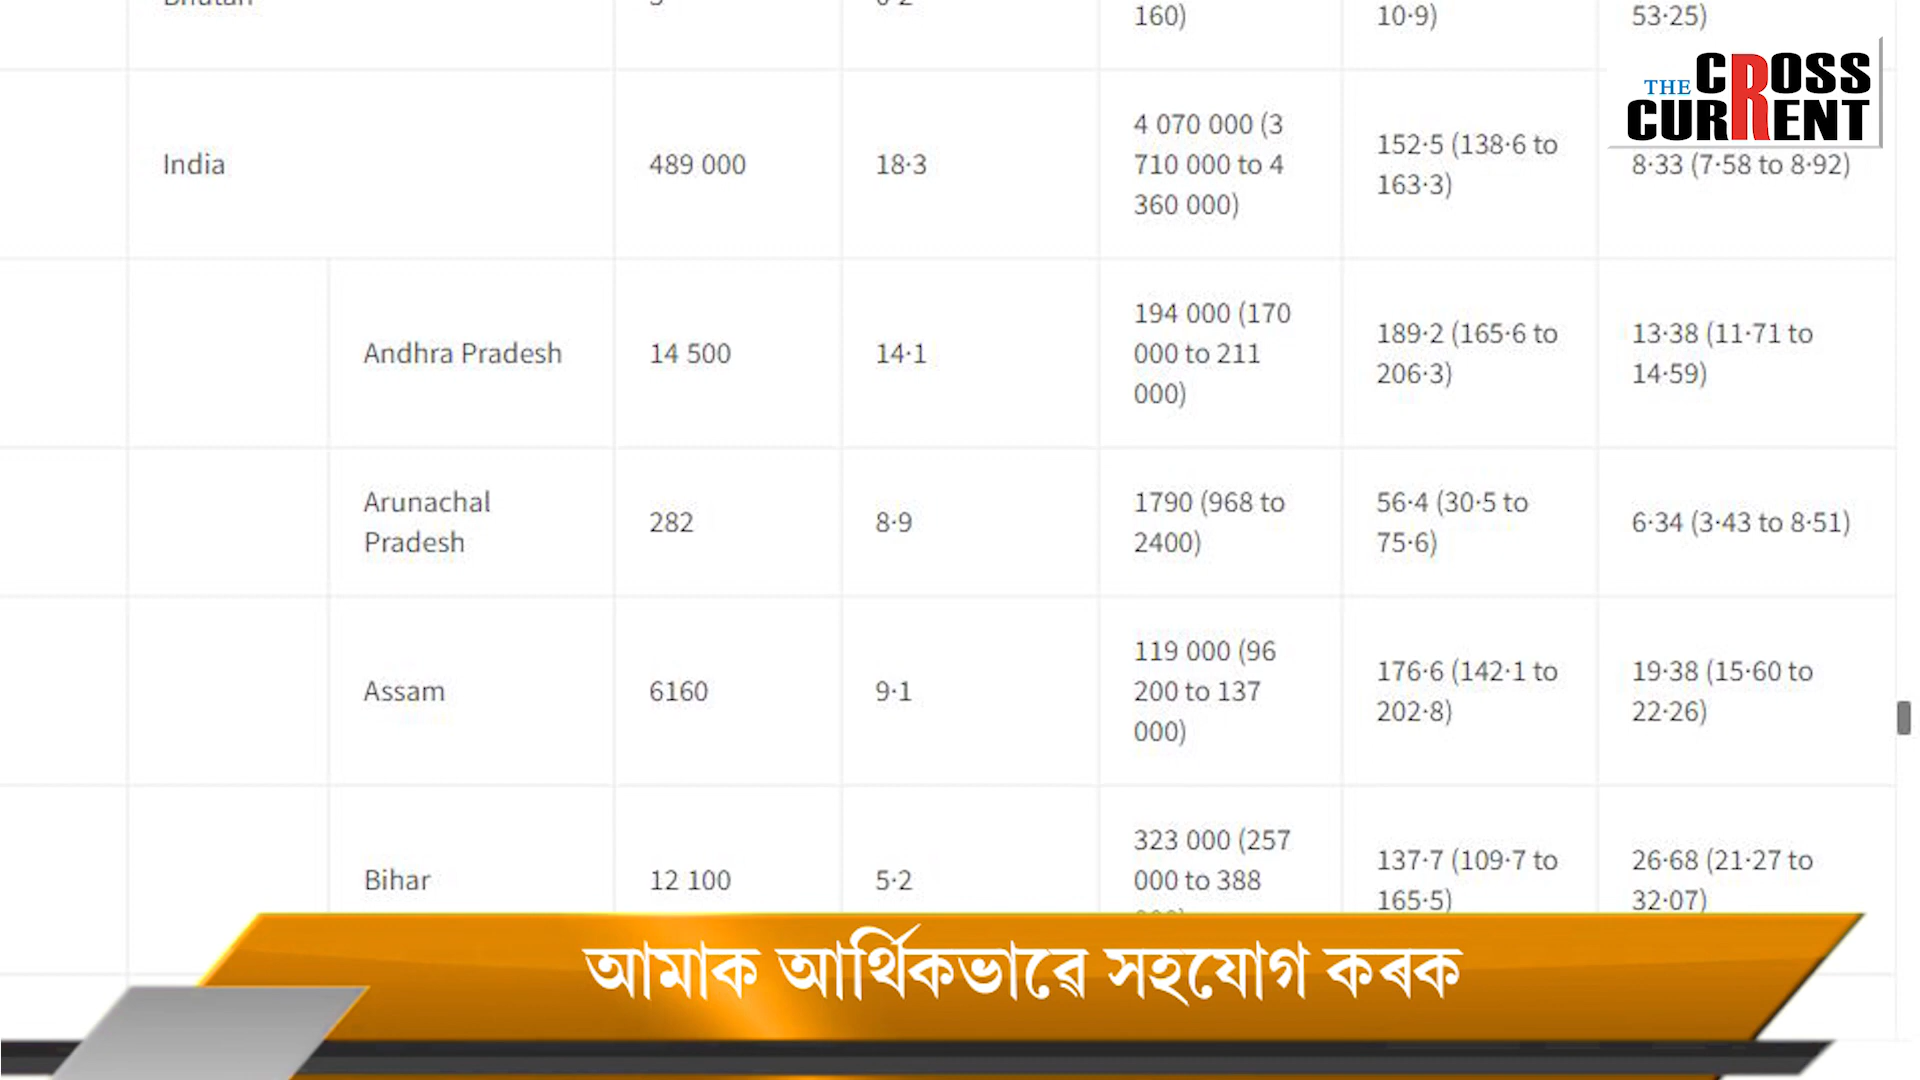 160)
10·9)
53·25)
THE CROSS
CURRENT
India
489 000
18·3
4 070 000 (3
710 000 to 4
360 000)
152·5 (138·6 to
163·3)
8·33 (7·58 to 8·92)
Andhra Pradesh
14 500
14·1
194 000 (170
000 to 211
000)
189·2 (165·6 to
206·3)
13·38 (11·71 to
14·59)
Arunachal
Pradesh
282
8·9
1790 (968 to
2400)
56·4 (30·5 to
75·6)
6·34 (3·43 to 8·51)
Assam
6160
9·1
119 000 (96
200 to 137
000)
176·6 (142·1 to
202·8)
19·38 (15·60 to
22·26)
Bihar
12 100
5·2
323 000 (257
000 to 388
137·7 (109·7 to
165·5)
26·68 (21·27 to
32·07)
আমাক আৰ্থিকভাৱে সহযোগ কৰক